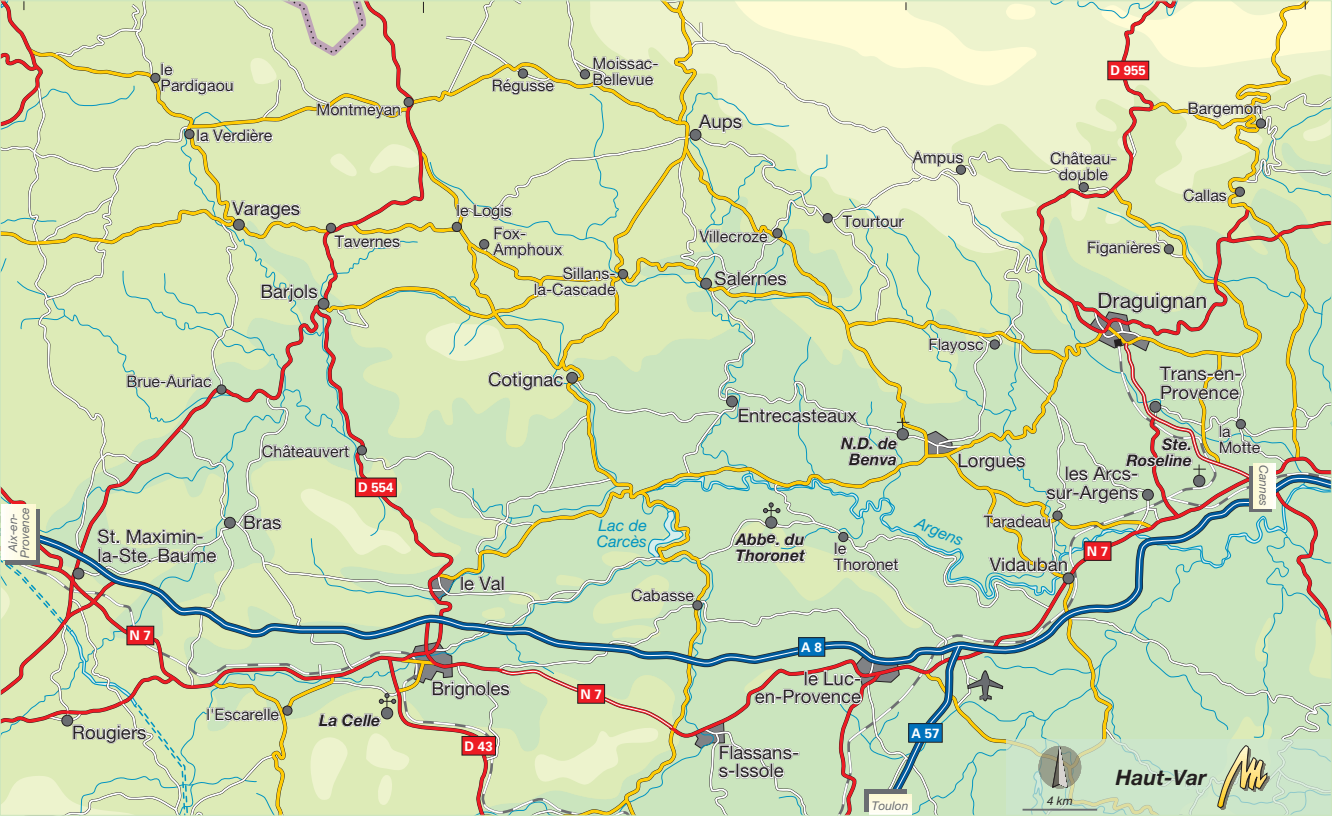 le
Pardigaou
Moissac-
Bellevue
Régusse
D 955
Montmeyan
Bargemon
la Verdière
Aups
Ampus
Château-
double
Callas
Varages
le Logis
Tourtour
Tavernes
Fox-
Amphoux
Villecroze
Figanières
Sillans-
la-Cascade
Salernes
Barjols
Draguignan
Flayosc
Brue-Auriac
Cotignac
Trans-en-
Provence
Entrecasteaux
N.D. de
Benva
la
Motte
Châteauvert
Lorgues
Ste.
Roseline
les Arcs-
sur-Argens
D 554
Cannes
Aix-en-
Provence
Bras
St. Maximin-
la-Ste. Baume
Lac de
Carcès
Argens
Taradeau
Abbe. du
Thoronet
le
Thoronet
N 7
Vidauban
le Val
Cabasse
N 7
A 8
le Luc-
en-Provence
Brignoles
N 7
l'Escarelle
La Celle
Rougiers
D 43
A 57
Flassans-
s-Issole
Haut-Var
4 km
Toulon